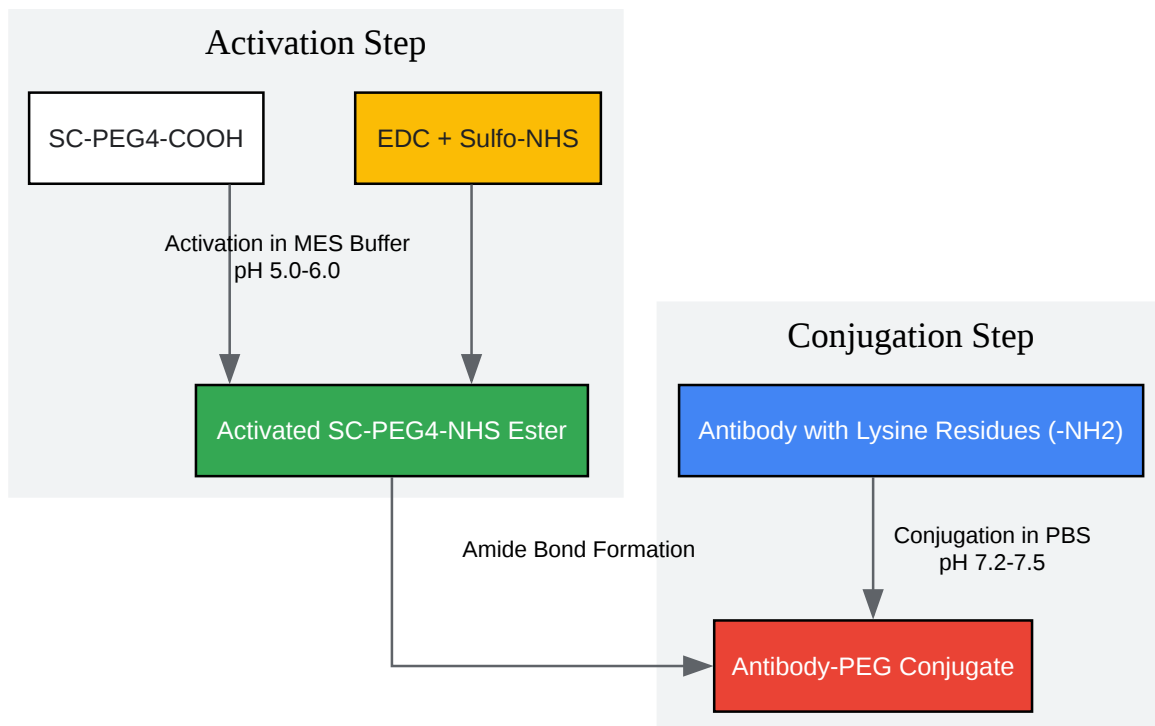 Activation Step
SC-PEG4-COOH
EDC + Sulfo-NHS
Activation in MES Buffer
pH 5.0-6.0
Activated SC-PEG4-NHS Ester
Conjugation Step
Antibody with Lysine Residues (-NH2)
Amide Bond Formation
Conjugation in PBS
pH 7.2-7.5
Antibody-PEG Conjugate